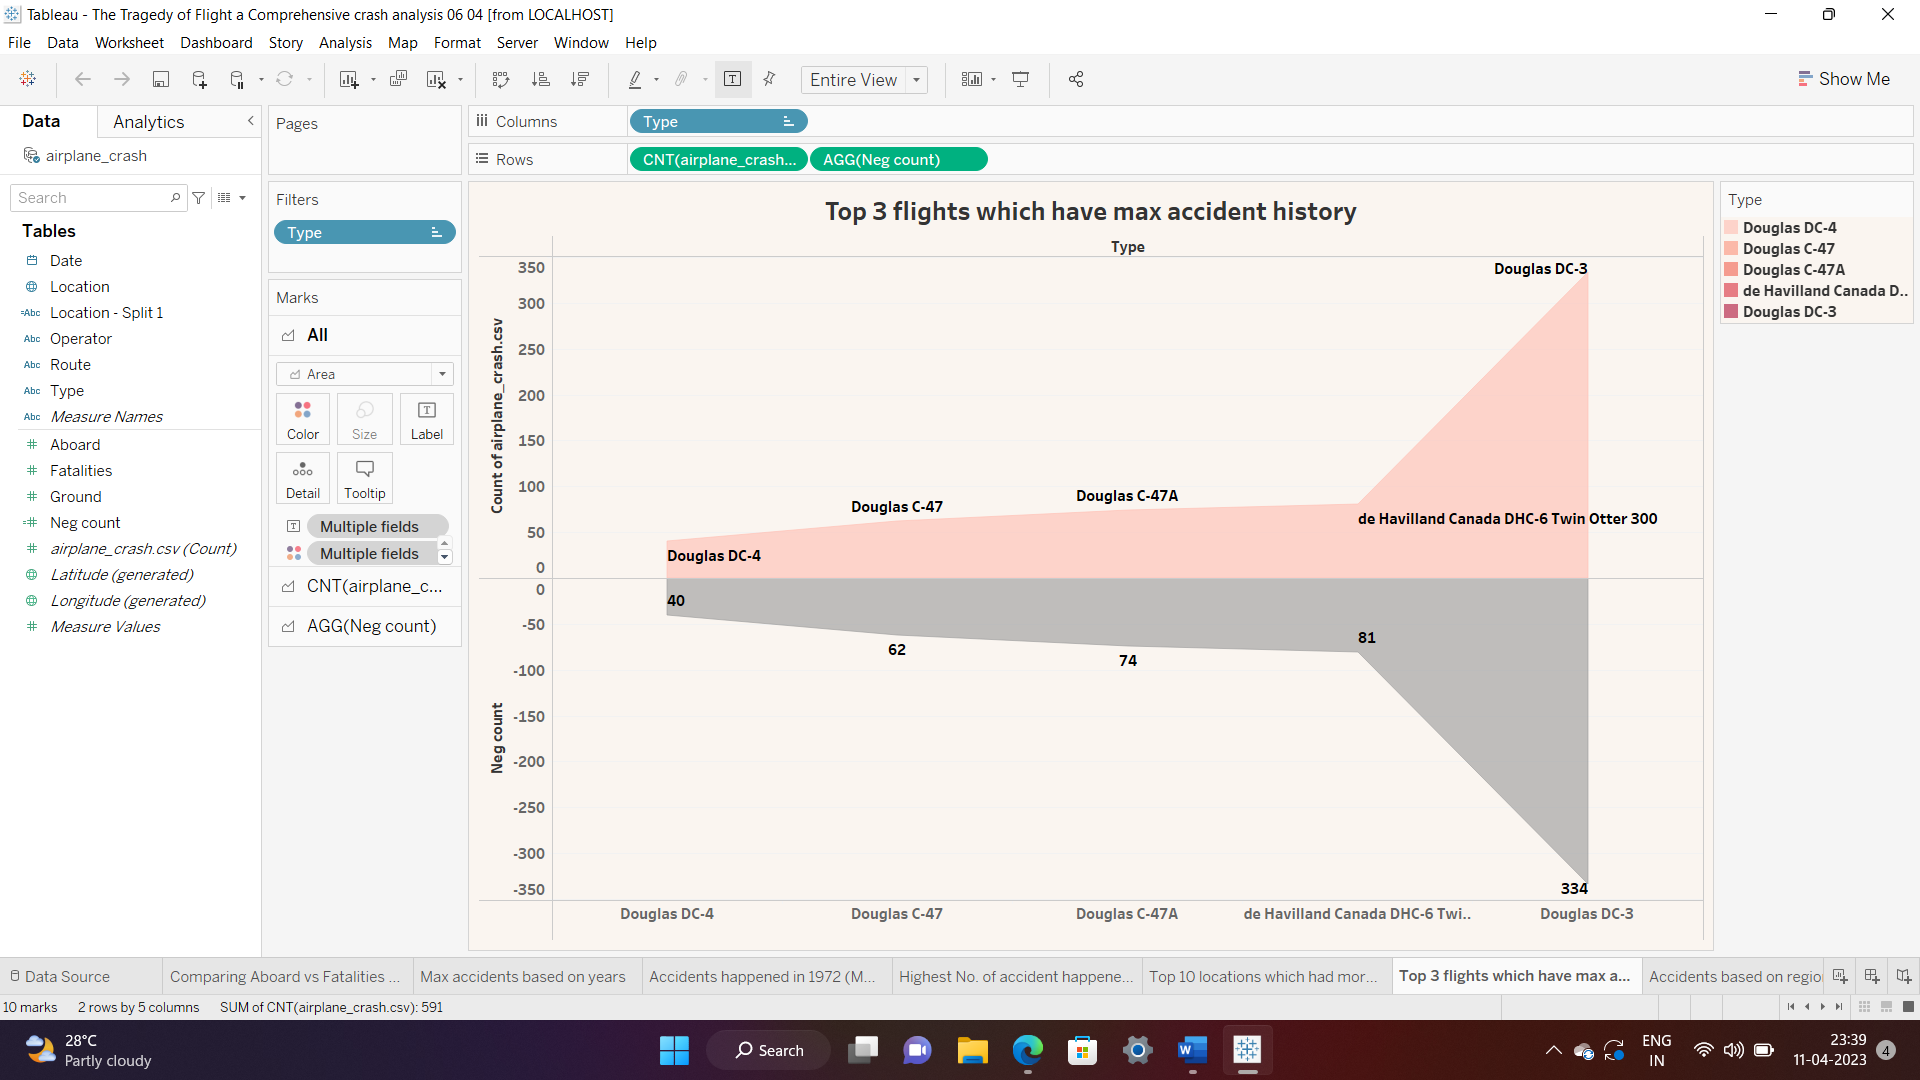 Tableau - The Tragedy of Flight a Comprehensive crash analysis 06 04 [from LOCALHOST]
File Data Worksheet Dashboard Story Analysis Map Format Server Window Help
Entire View
Show Me
Data Analytics
airplane_crash
Search
Tables
Date
Location
=Abc Location - Split 1
Abc Operator
Abc Route
Abc Type
Abc Measure Names
Aboard
Fatalities
Ground
Neg count
airplane_crash.csv (Count)
Latitude (generated)
Longitude (generated)
Measure Values
Pages
Filters
Type
Marks
All
Area
Color Size Label
Detail Tooltip
Multiple fields
Multiple fields
CNT(airplane_c...
AGG(Neg count)
Columns Type
Rows CNT(airplane_crash... AGG(Neg count)
Top 3 flights which have max accident history
Type
Count of airplane_crash.csv
350
300
250
200
150
100
50
0
Douglas DC-3
Douglas C-47A
Douglas C-47
de Havilland Canada DHC-6 Twin Otter 300
Douglas DC-4
Neg count
0
-50
-100
-150
-200
-250
-300
-350
40
62
74
81
334
Douglas DC-4 Douglas C-47 Douglas C-47A de Havilland Canada DHC-6 Twi.. Douglas DC-3
Type
Douglas DC-4
Douglas C-47
Douglas C-47A
de Havilland Canada D..
Douglas DC-3
Data Source Comparing Aboard vs Fatalities ... Max accidents based on years Accidents happened in 1972 (M... Highest No. of accident happene... Top 10 locations which had mor... Top 3 flights which have max a... Accidents based on regio
10 marks 2 rows by 5 columns SUM of CNT(airplane_crash.csv): 591
28°C
Partly cloudy
Search
ENG
IN
23:39
11-04-2023
4